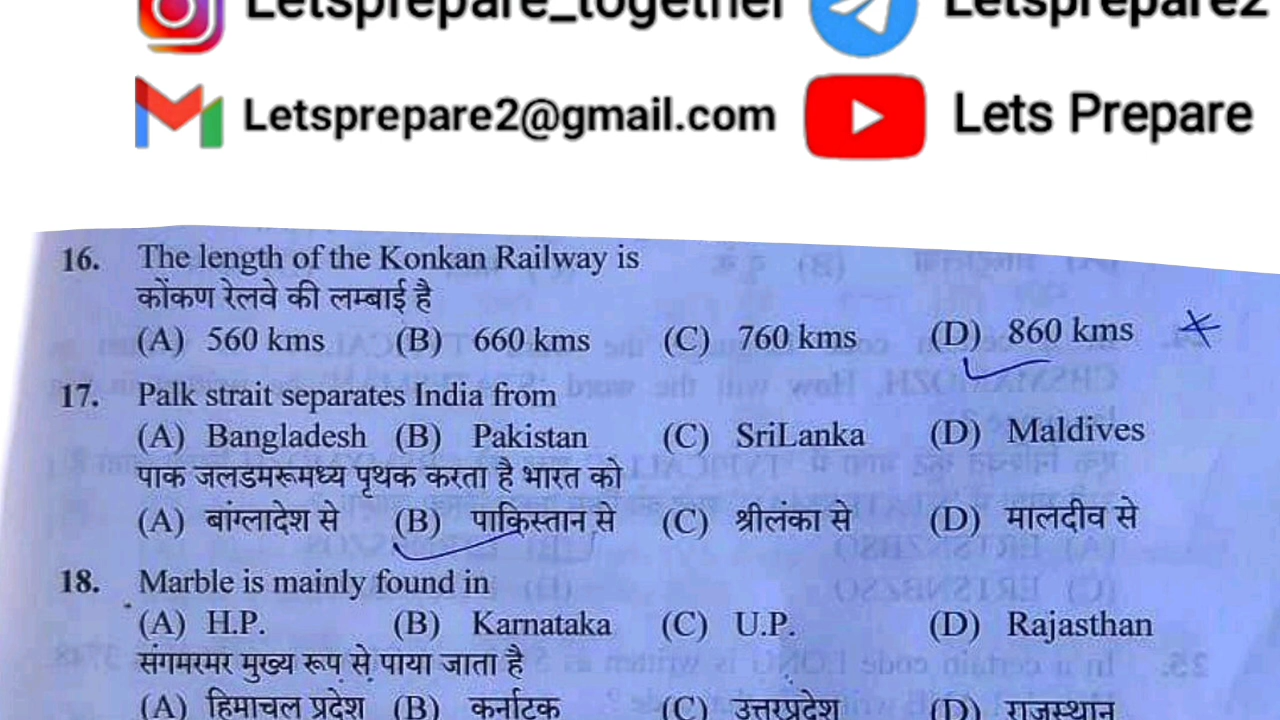 Letsprepare_together Letsprepare2
Letsprepare2@gmail.com Lets Prepare
16. The length of the Konkan Railway is
कोंकण रेलवे की लम्बाई है
(A) 560 kms (B) 660 kms (C) 760 kms (D) 860 kms
17. Palk strait separates India from
(A) Bangladesh (B) Pakistan (C) SriLanka (D) Maldives
पाक जलडमरूमध्य पृथक करता है भारत को
(A) बांग्लादेश से (B) पाकिस्तान से (C) श्रीलंका से (D) मालदीव से
18. Marble is mainly found in
(A) H.P. (B) Karnataka (C) U.P. (D) Rajasthan
संगमरमर मुख्य रूप से पाया जाता है
(A) हिमाचल प्रदेश (B) कर्नाटक (C) उत्तरप्रदेश (D) राजस्थान